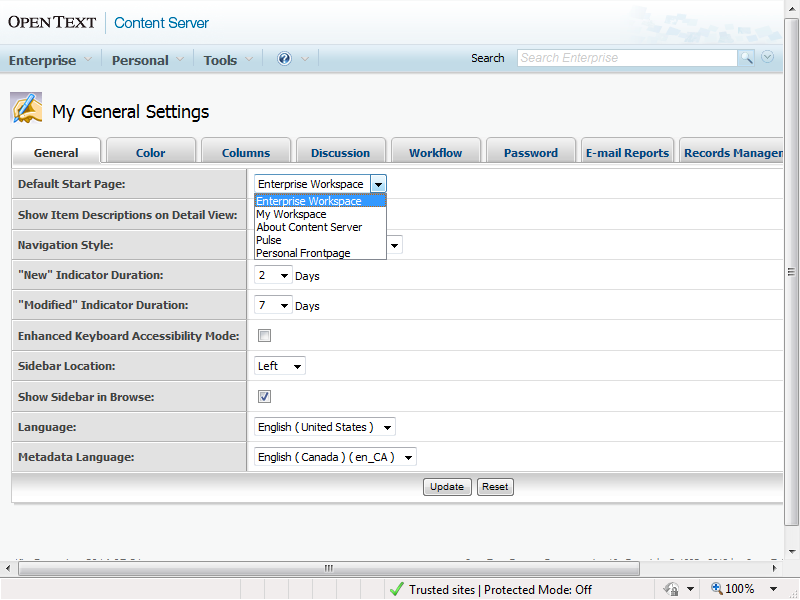 OPEN TEXT Content Server
Enterprise Personal Tools ? Search Search Enterprise
My General Settings
General Color Columns Discussion Workflow Password E-mail Reports Records Manager
Default Start Page: Enterprise Workspace
Enterprise Workspace
My Workspace
About Content Server
Pulse
Personal Frontpage
Show Item Descriptions on Detail View:
Navigation Style:
"New" Indicator Duration: 2 Days
"Modified" Indicator Duration: 7 Days
Enhanced Keyboard Accessibility Mode:
Sidebar Location: Left
Show Sidebar in Browse:
Language: English ( United States )
Metadata Language: English ( Canada ) ( en_CA )
Update Reset
Trusted sites | Protected Mode: Off 100%